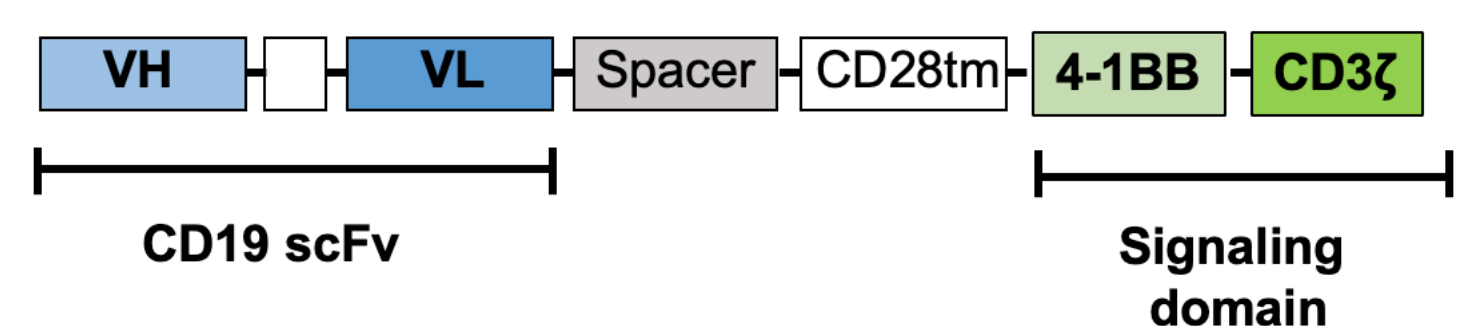 VH VL Spacer CD28tm 4-1BB CD3ζ
CD19 scFv
Signaling
domain